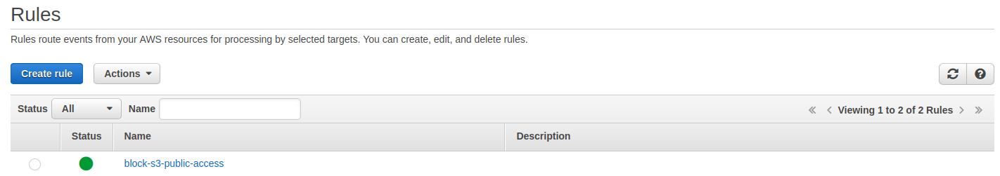 Rules
Rules route events from your AWS resources for processing by selected targets. You can create, edit, and delete rules.
Create rule Actions
Status All Name « < Viewing 1 to 2 of 2 Rules > »
Status Name Description
block-s3-public-access